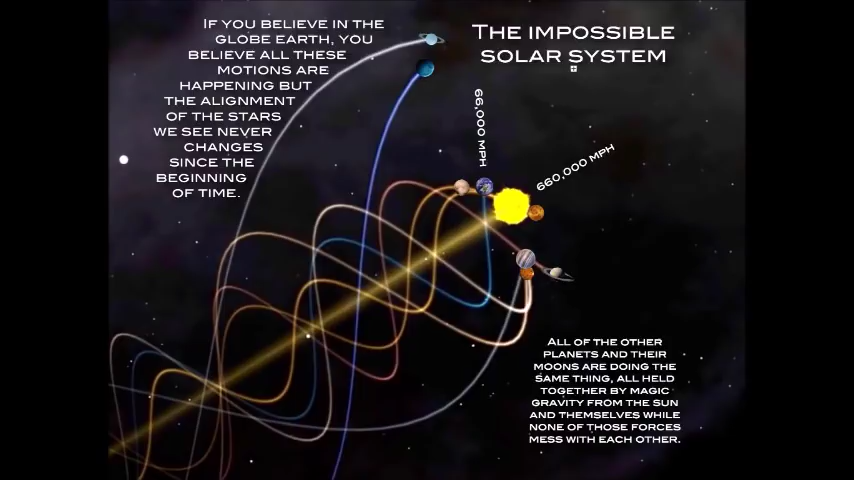 IF YOU BELIEVE IN THE
GLOBE EARTH, YOU
BELIEVE ALL THESE
MOTIONS ARE
HAPPENING BUT
THE ALIGNMENT
OF THE STARS
WE SEE NEVER
CHANGES
SINCE THE
BEGINNING
OF TIME.
THE IMPOSSIBLE
SOLAR SYSTEM
66,000 MPH
660,000 MPH
ALL OF THE OTHER
PLANETS AND THEIR
MOONS ARE DOING THE
SAME THING, ALL HELD
TOGETHER BY MAGIC
GRAVITY FROM THE SUN
AND THEMSELVES WHILE
NONE OF THOSE FORCES
MESS WITH EACH OTHER.